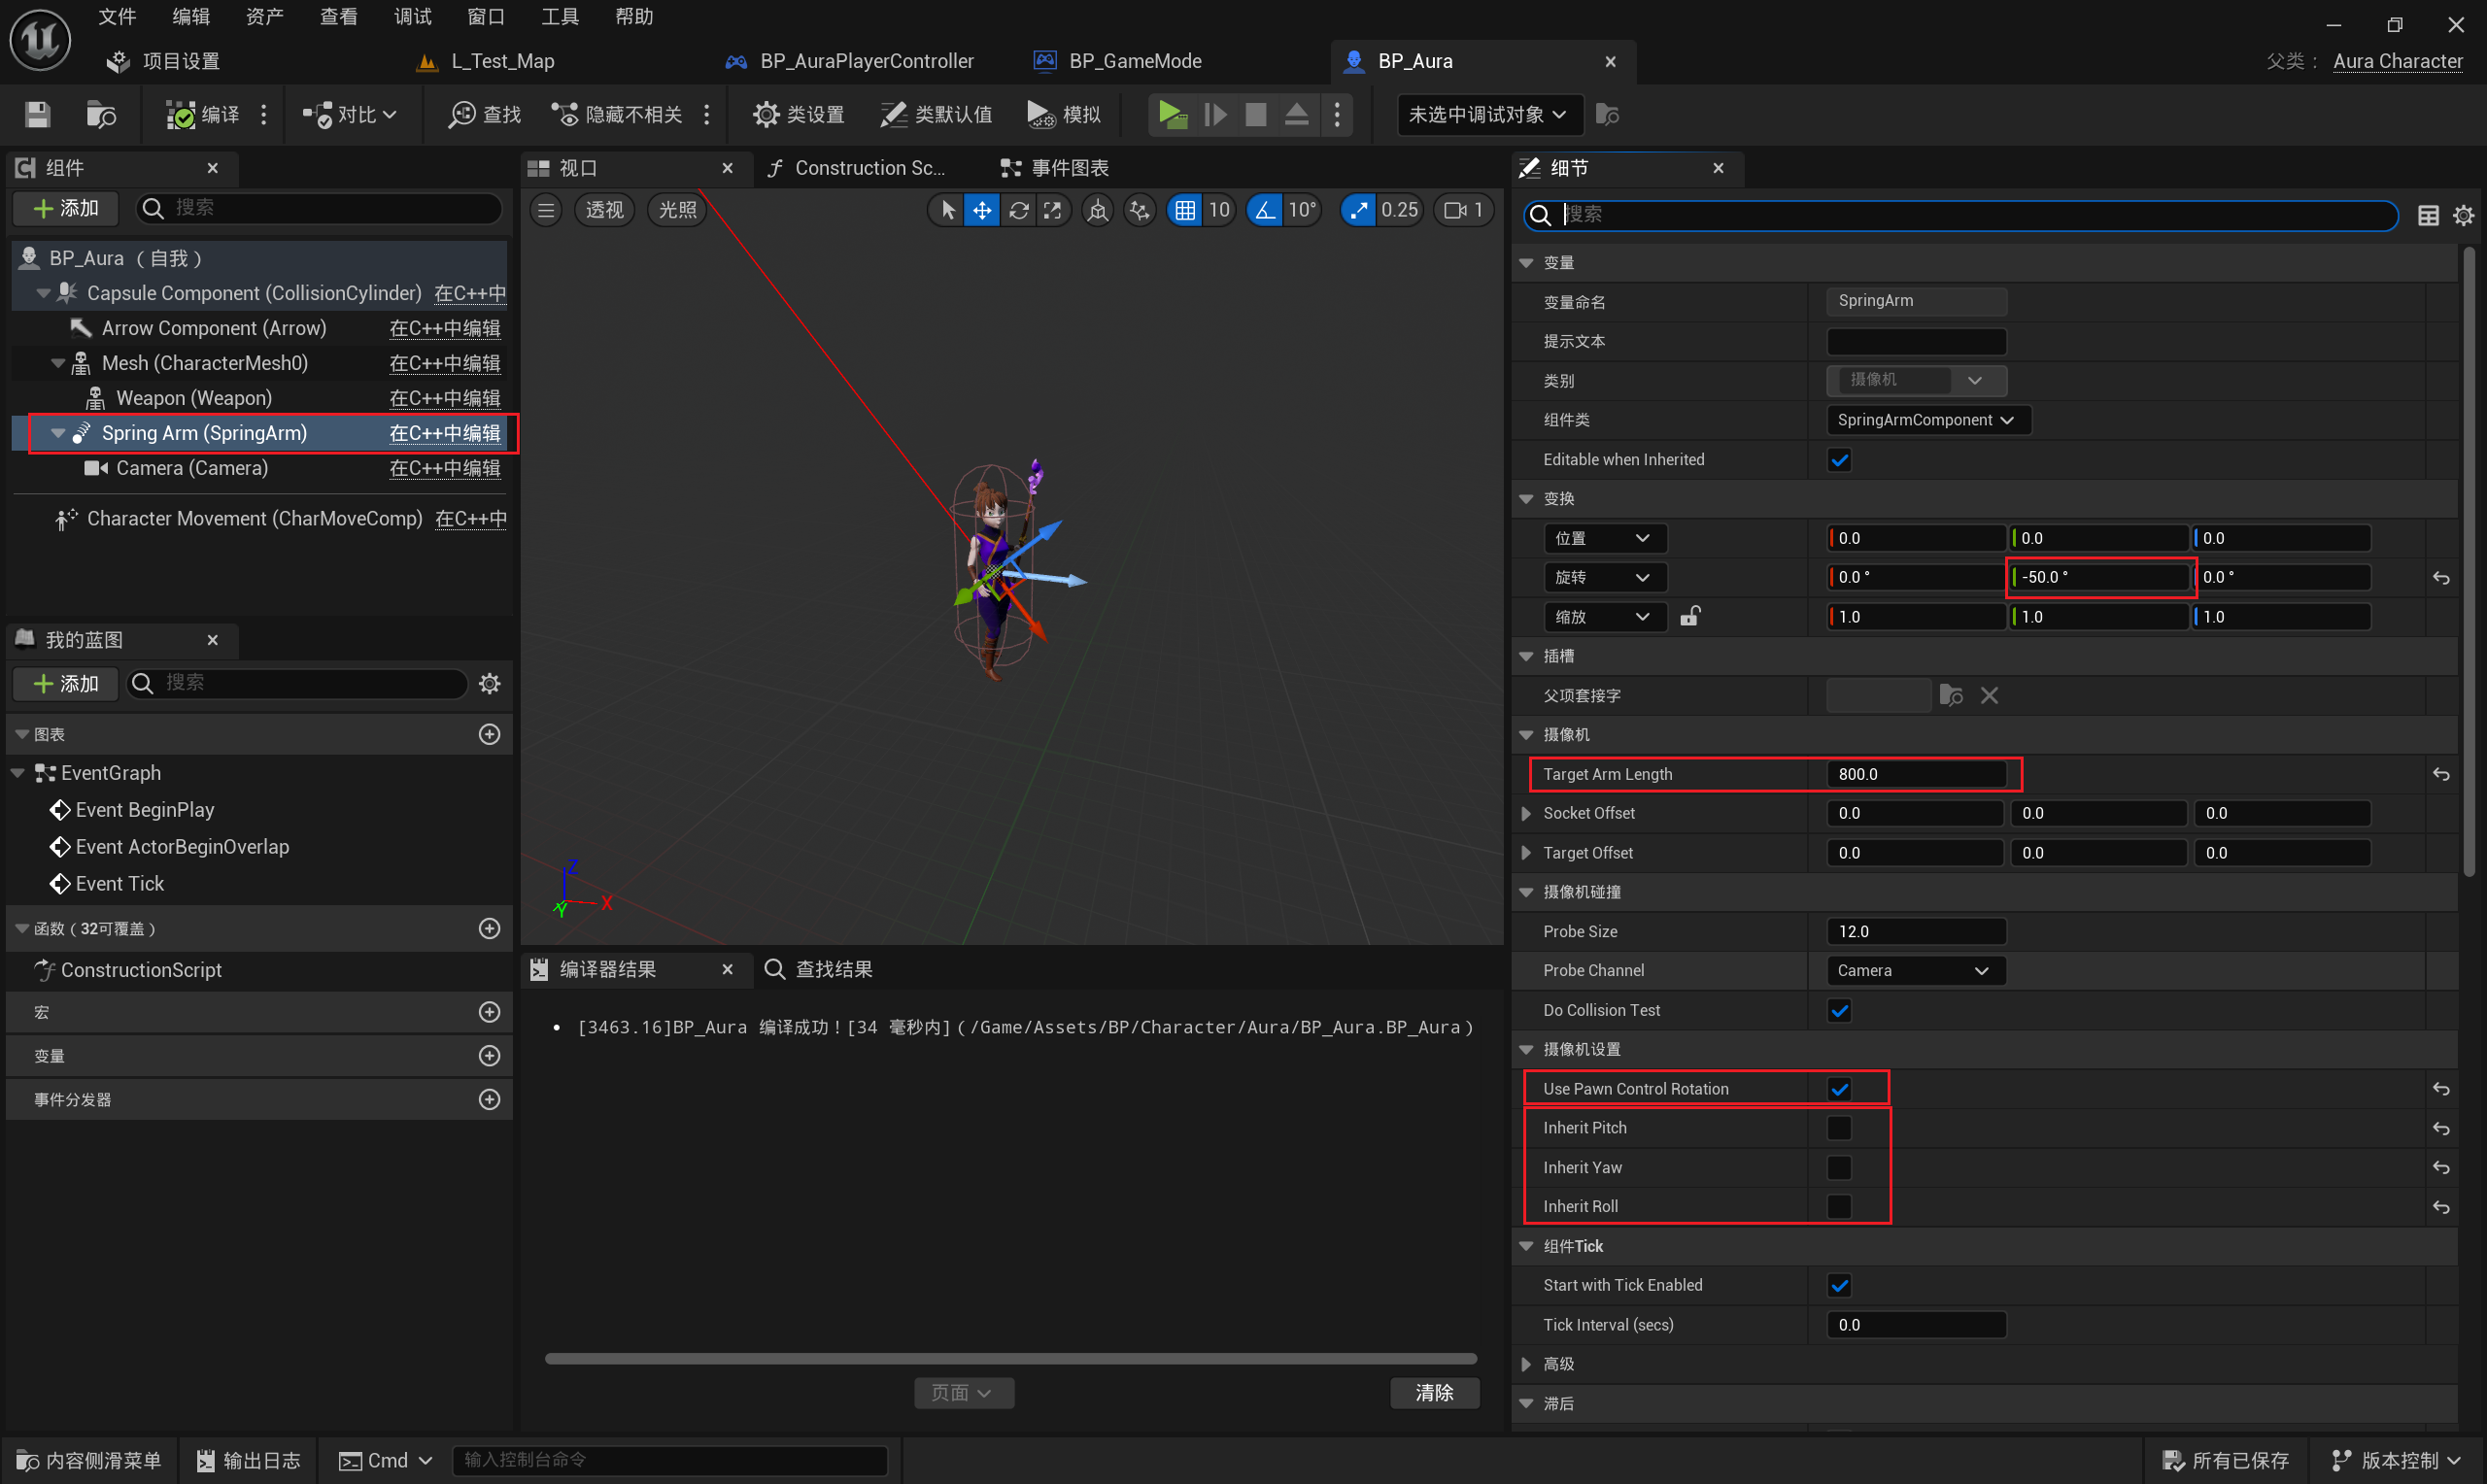 文件 编辑 资产 查看 调试 窗口 工具 帮助
项目设置 L_Test_Map BP_AuraPlayerController BP_GameMode BP_Aura 父类： Aura Character
编译 对比 查找 隐藏不相关 类设置 类默认值 模拟 未选中调试对象
组件
添加 搜索
BP_Aura （自我）
Capsule Component (CollisionCylinder) 在C++中
Arrow Component (Arrow) 在C++中编辑
Mesh (CharacterMesh0) 在C++中编辑
Weapon (Weapon) 在C++中编辑
Spring Arm (SpringArm) 在C++中编辑
Camera (Camera) 在C++中编辑
Character Movement (CharMoveComp) 在C++中
我的蓝图
添加 搜索
图表
EventGraph
Event BeginPlay
Event ActorBeginOverlap
Event Tick
函数（32可覆盖）
ConstructionScript
宏
变量
事件分发器
视口 Construction Sc... 事件图表
透视 光照 10 10° 0.25 1
Z
X
Y
编译器结果 查找结果
• [3463.16]BP_Aura 编译成功！[34 毫秒内]（/Game/Assets/BP/Character/Aura/BP_Aura.BP_Aura）
页面 清除
细节
搜索
变量
变量命名 SpringArm
提示文本
类别 摄像机
组件类 SpringArmComponent
Editable when Inherited
变换
位置 0.0 0.0 0.0
旋转 0.0 ° -50.0 ° 0.0 °
缩放 1.0 1.0 1.0
插槽
父项套接字
摄像机
Target Arm Length 800.0
Socket Offset 0.0 0.0 0.0
Target Offset 0.0 0.0 0.0
摄像机碰撞
Probe Size 12.0
Probe Channel Camera
Do Collision Test
摄像机设置
Use Pawn Control Rotation
Inherit Pitch
Inherit Yaw
Inherit Roll
组件Tick
Start with Tick Enabled
Tick Interval (secs) 0.0
高级
滞后
内容侧滑菜单 输出日志 Cmd 输入控制台命令 所有已保存 版本控制